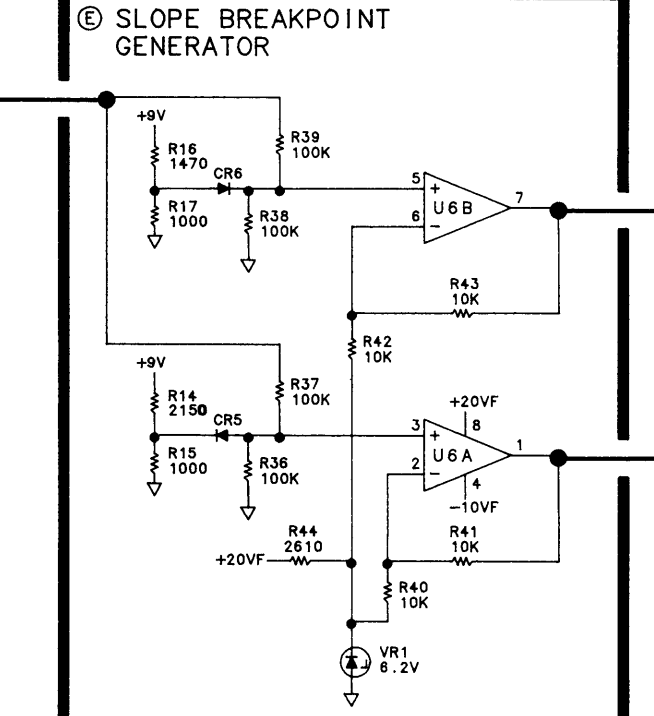 Ⓔ SLOPE BREAKPOINT
GENERATOR
+9V
R16
1470
R17
1000
CR6
R39
100K
R38
100K
5
+
6
−
U6B
7
R43
10K
R42
10K
+9V
R14
2150
R15
1000
CR5
R37
100K
R36
100K
3
+
2
−
U6A
1
+20VF
8
4
−10VF
R41
10K
R44
2610
+20VF
R40
10K
VR1
6.2V